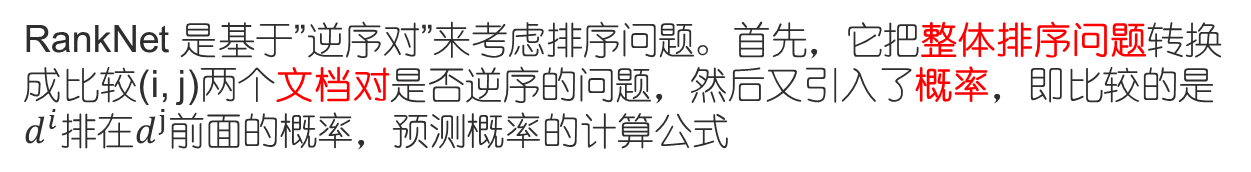 RankNet 是基于”逆序对”来考虑排序问题。首先，它把整体排序问题转换
成比较(i, j)两个文档对是否逆序的问题，然后又引入了概率，即比较的是
𝑑ⁱ排在𝑑ʲ前面的概率，预测概率的计算公式